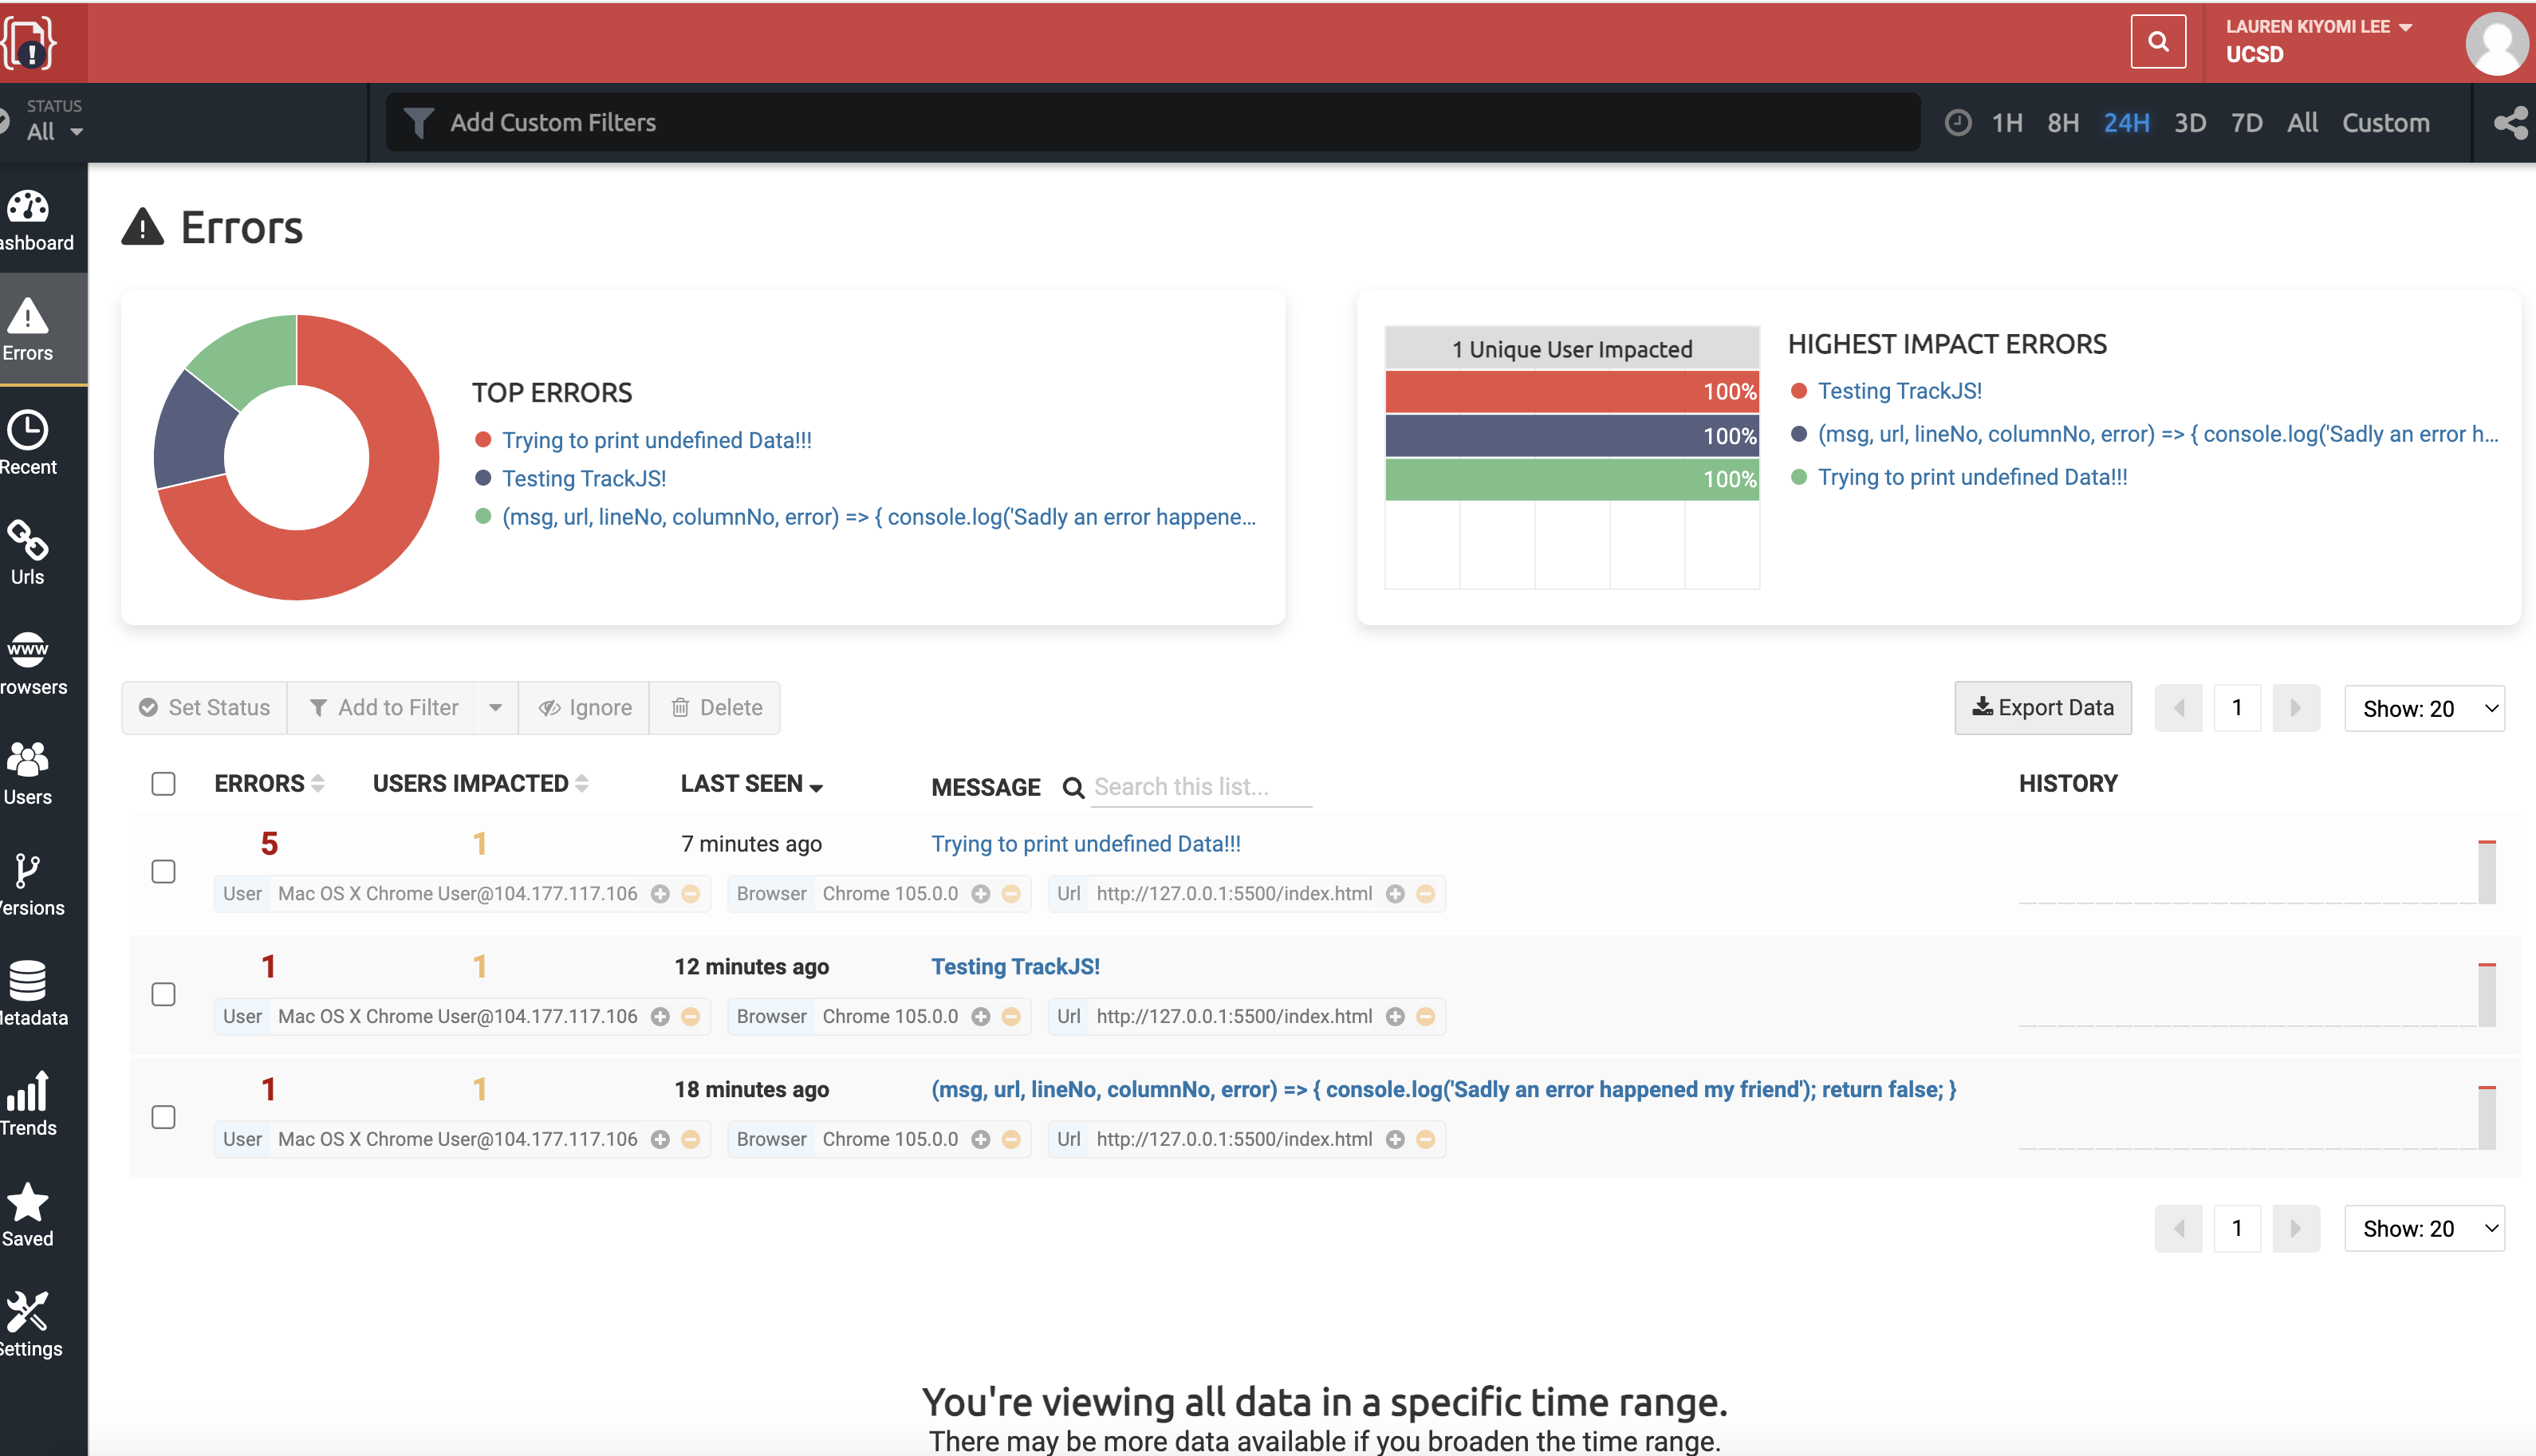 LAUREN KIYOMI LEE
UCSD
STATUS
All
Add Custom Filters
1H 8H 24H 3D 7D All Custom
ashboard
Errors
Recent
Urls
www
rowsers
Users
ersions
etadata
Trends
Saved
Settings
Errors
TOP ERRORS
Trying to print undefined Data!!!
Testing TrackJS!
(msg, url, lineNo, columnNo, error) => { console.log('Sadly an error happene...
1 Unique User Impacted
100%
100%
100%
HIGHEST IMPACT ERRORS
Testing TrackJS!
(msg, url, lineNo, columnNo, error) => { console.log('Sadly an error h...
Trying to print undefined Data!!!
Set Status Add to Filter Ignore Delete
Export Data 1 Show: 20
ERRORS USERS IMPACTED LAST SEEN MESSAGE Search this list... HISTORY
5 1 7 minutes ago Trying to print undefined Data!!!
User Mac OS X Chrome User@104.177.117.106 Browser Chrome 105.0.0 Url http://127.0.0.1:5500/index.html
1 1 12 minutes ago Testing TrackJS!
User Mac OS X Chrome User@104.177.117.106 Browser Chrome 105.0.0 Url http://127.0.0.1:5500/index.html
1 1 18 minutes ago (msg, url, lineNo, columnNo, error) => { console.log('Sadly an error happened my friend'); return false; }
User Mac OS X Chrome User@104.177.117.106 Browser Chrome 105.0.0 Url http://127.0.0.1:5500/index.html
1 Show: 20
You're viewing all data in a specific time range.
There may be more data available if you broaden the time range.